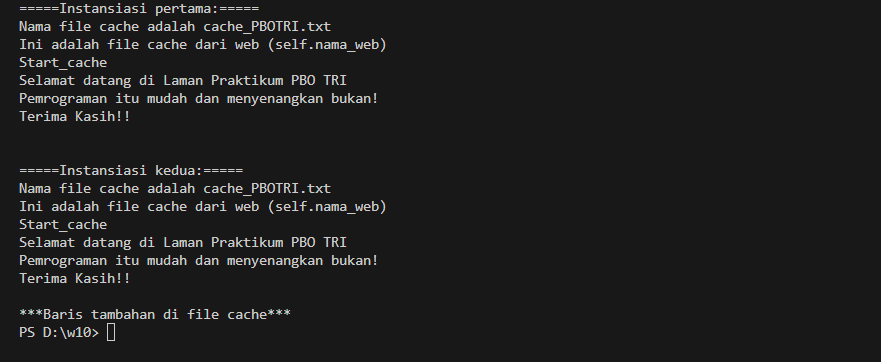 =====Instansiasi pertama:=====
Nama file cache adalah cache_PBOTRI.txt
Ini adalah file cache dari web (self.nama_web)
Start_cache
Selamat datang di Laman Praktikum PBO TRI
Pemrograman itu mudah dan menyenangkan bukan!
Terima Kasih!!
=====Instansiasi kedua:=====
Nama file cache adalah cache_PBOTRI.txt
Ini adalah file cache dari web (self.nama_web)
Start_cache
Selamat datang di Laman Praktikum PBO TRI
Pemrograman itu mudah dan menyenangkan bukan!
Terima Kasih!!
***Baris tambahan di file cache***
PS D:\w10>